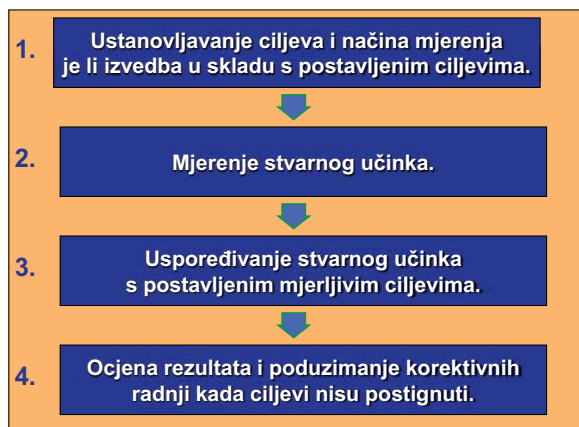 1.
Ustanovljavanje ciljeva i načina mjerenja
je li izvedba u skladu s postavljenim ciljevima.
2.
Mjerenje stvarnog učinka.
3.
Uspoređivanje stvarnog učinka
s postavljenim mjerljivim ciljevima.
4.
Ocjena rezultata i poduzimanje korektivnih
radnji kada ciljevi nisu postignuti.